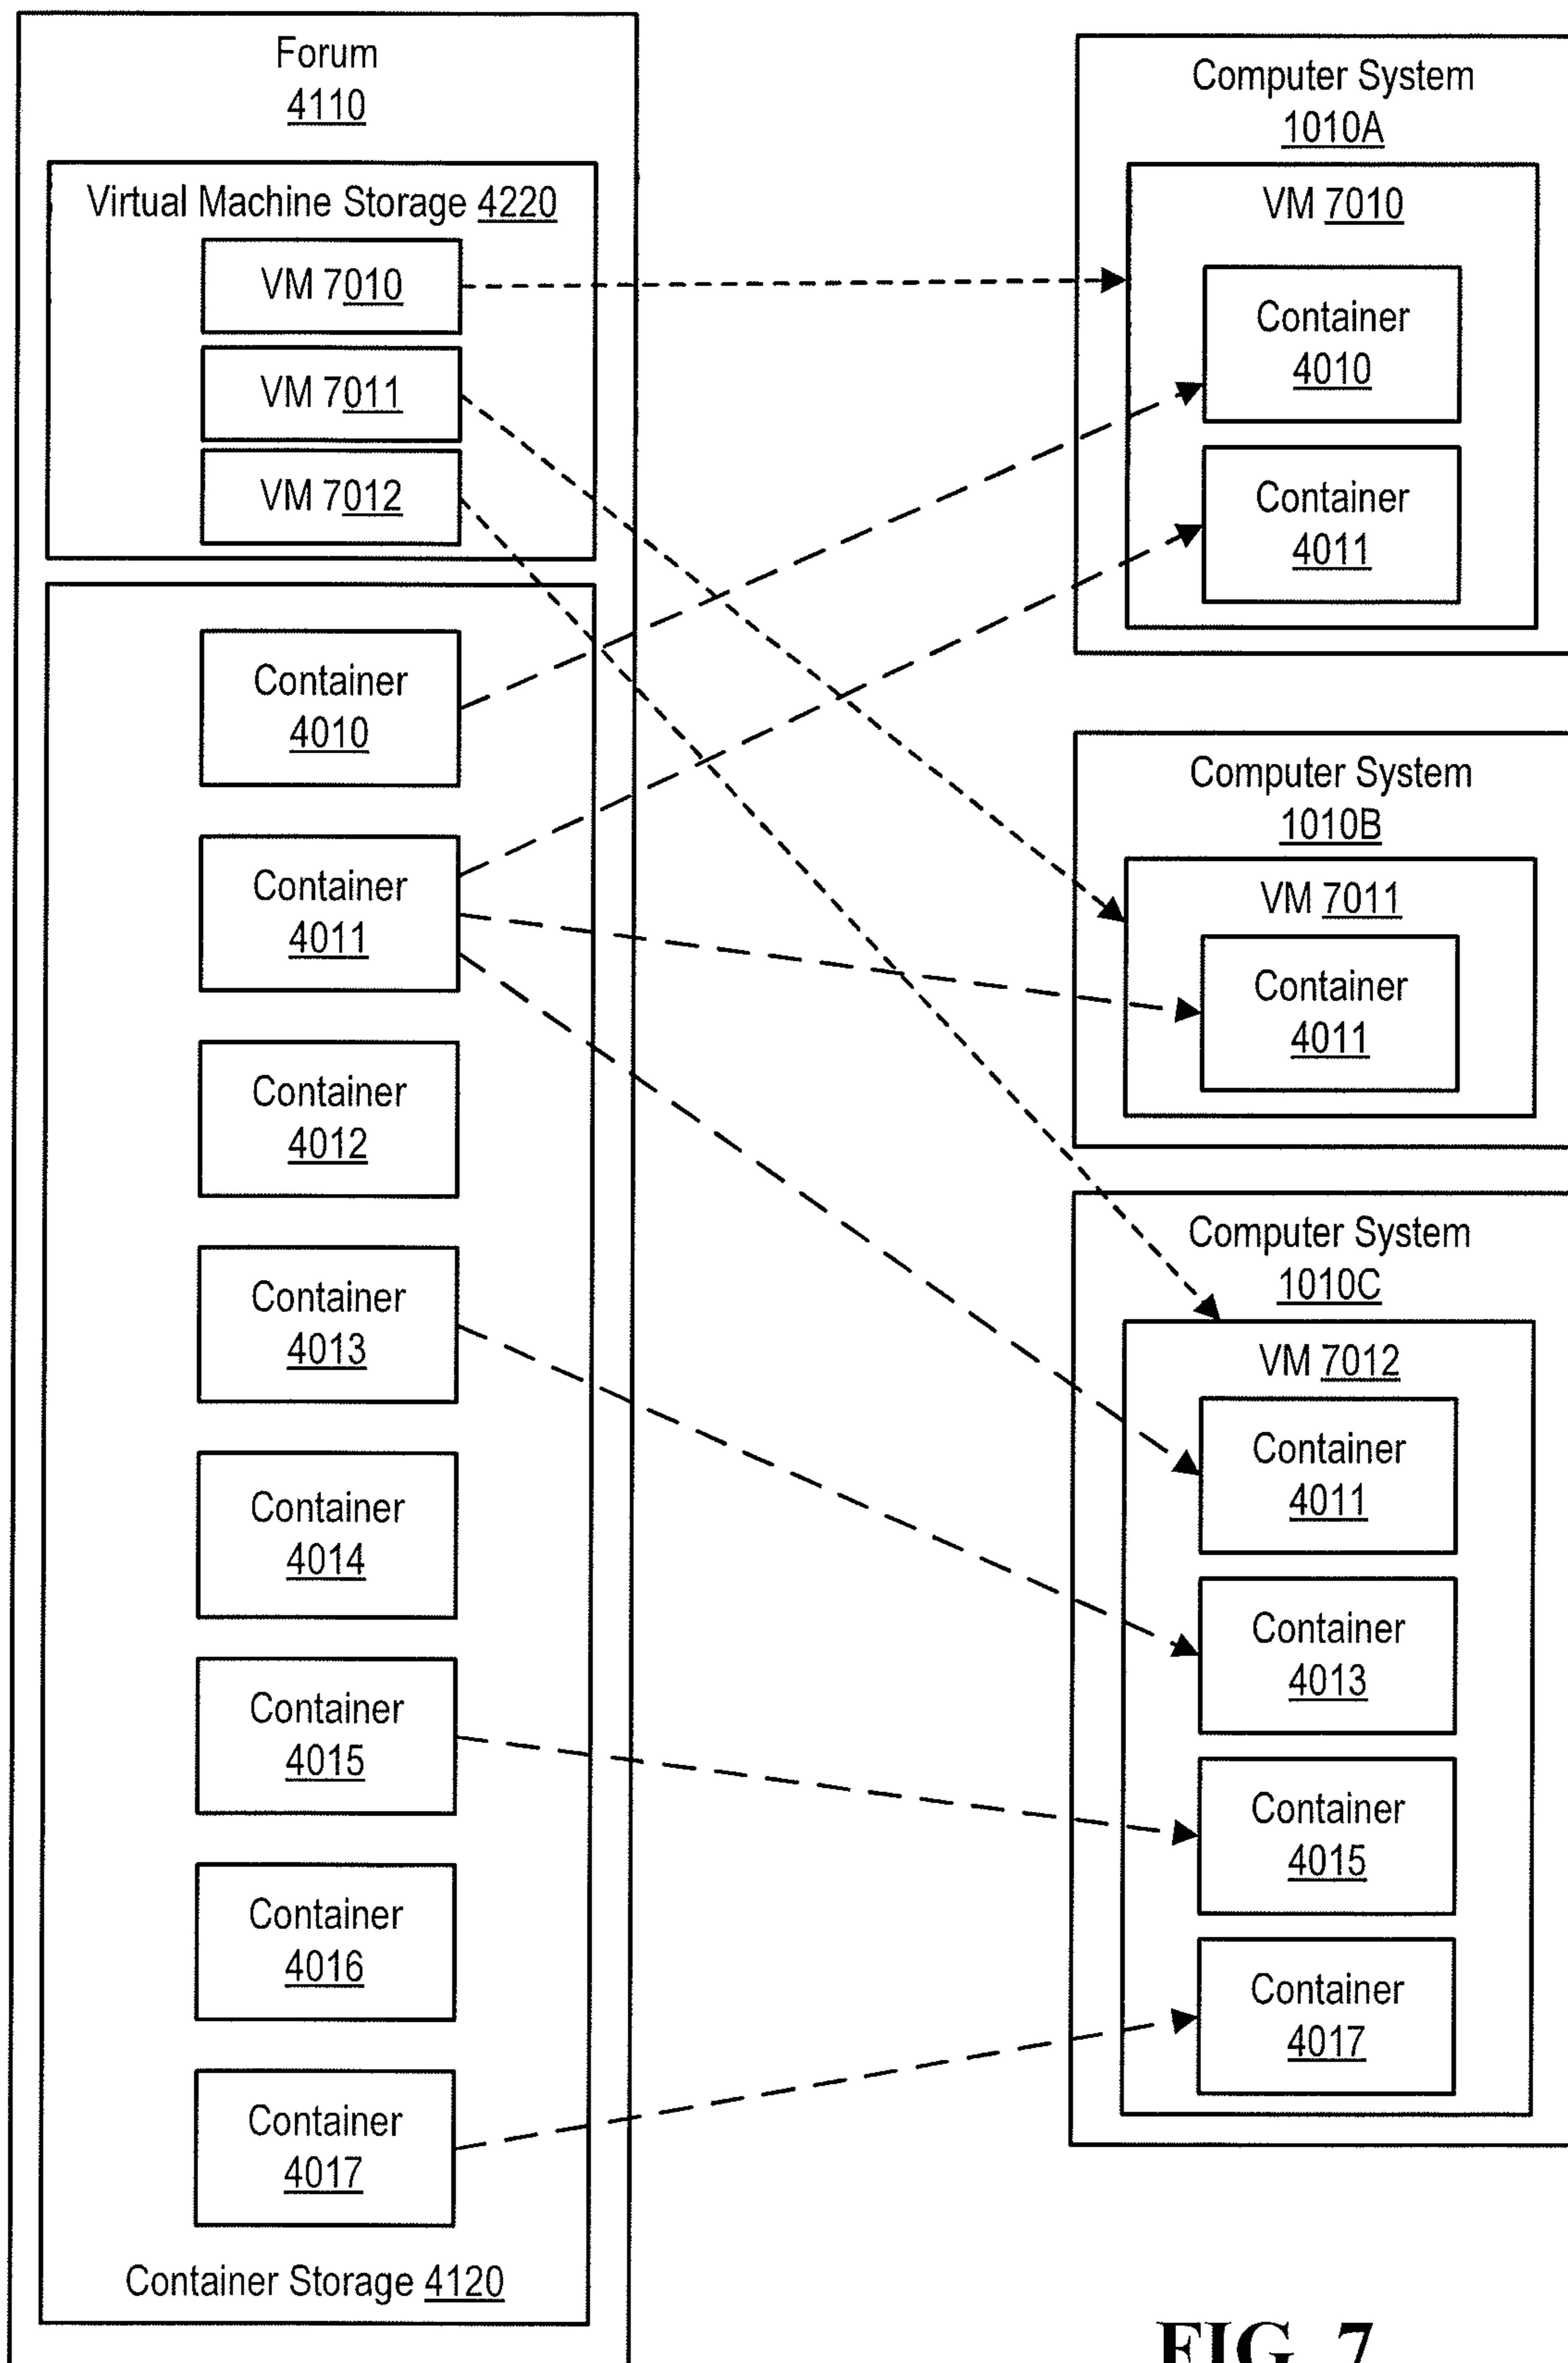 Forum
4110
Virtual Machine Storage 4220
VM 7010
VM 7011
VM 7012
Container
4010
Container
4011
Container
4012
Container
4013
Container
4014
Container
4015
Container
4016
Container
4017
Container Storage 4120
Computer System
1010A
VM 7010
Container
4010
Container
4011
Computer System
1010B
VM 7011
Container
4011
Computer System
1010C
VM 7012
Container
4011
Container
4013
Container
4015
Container
4017
FIG. 7